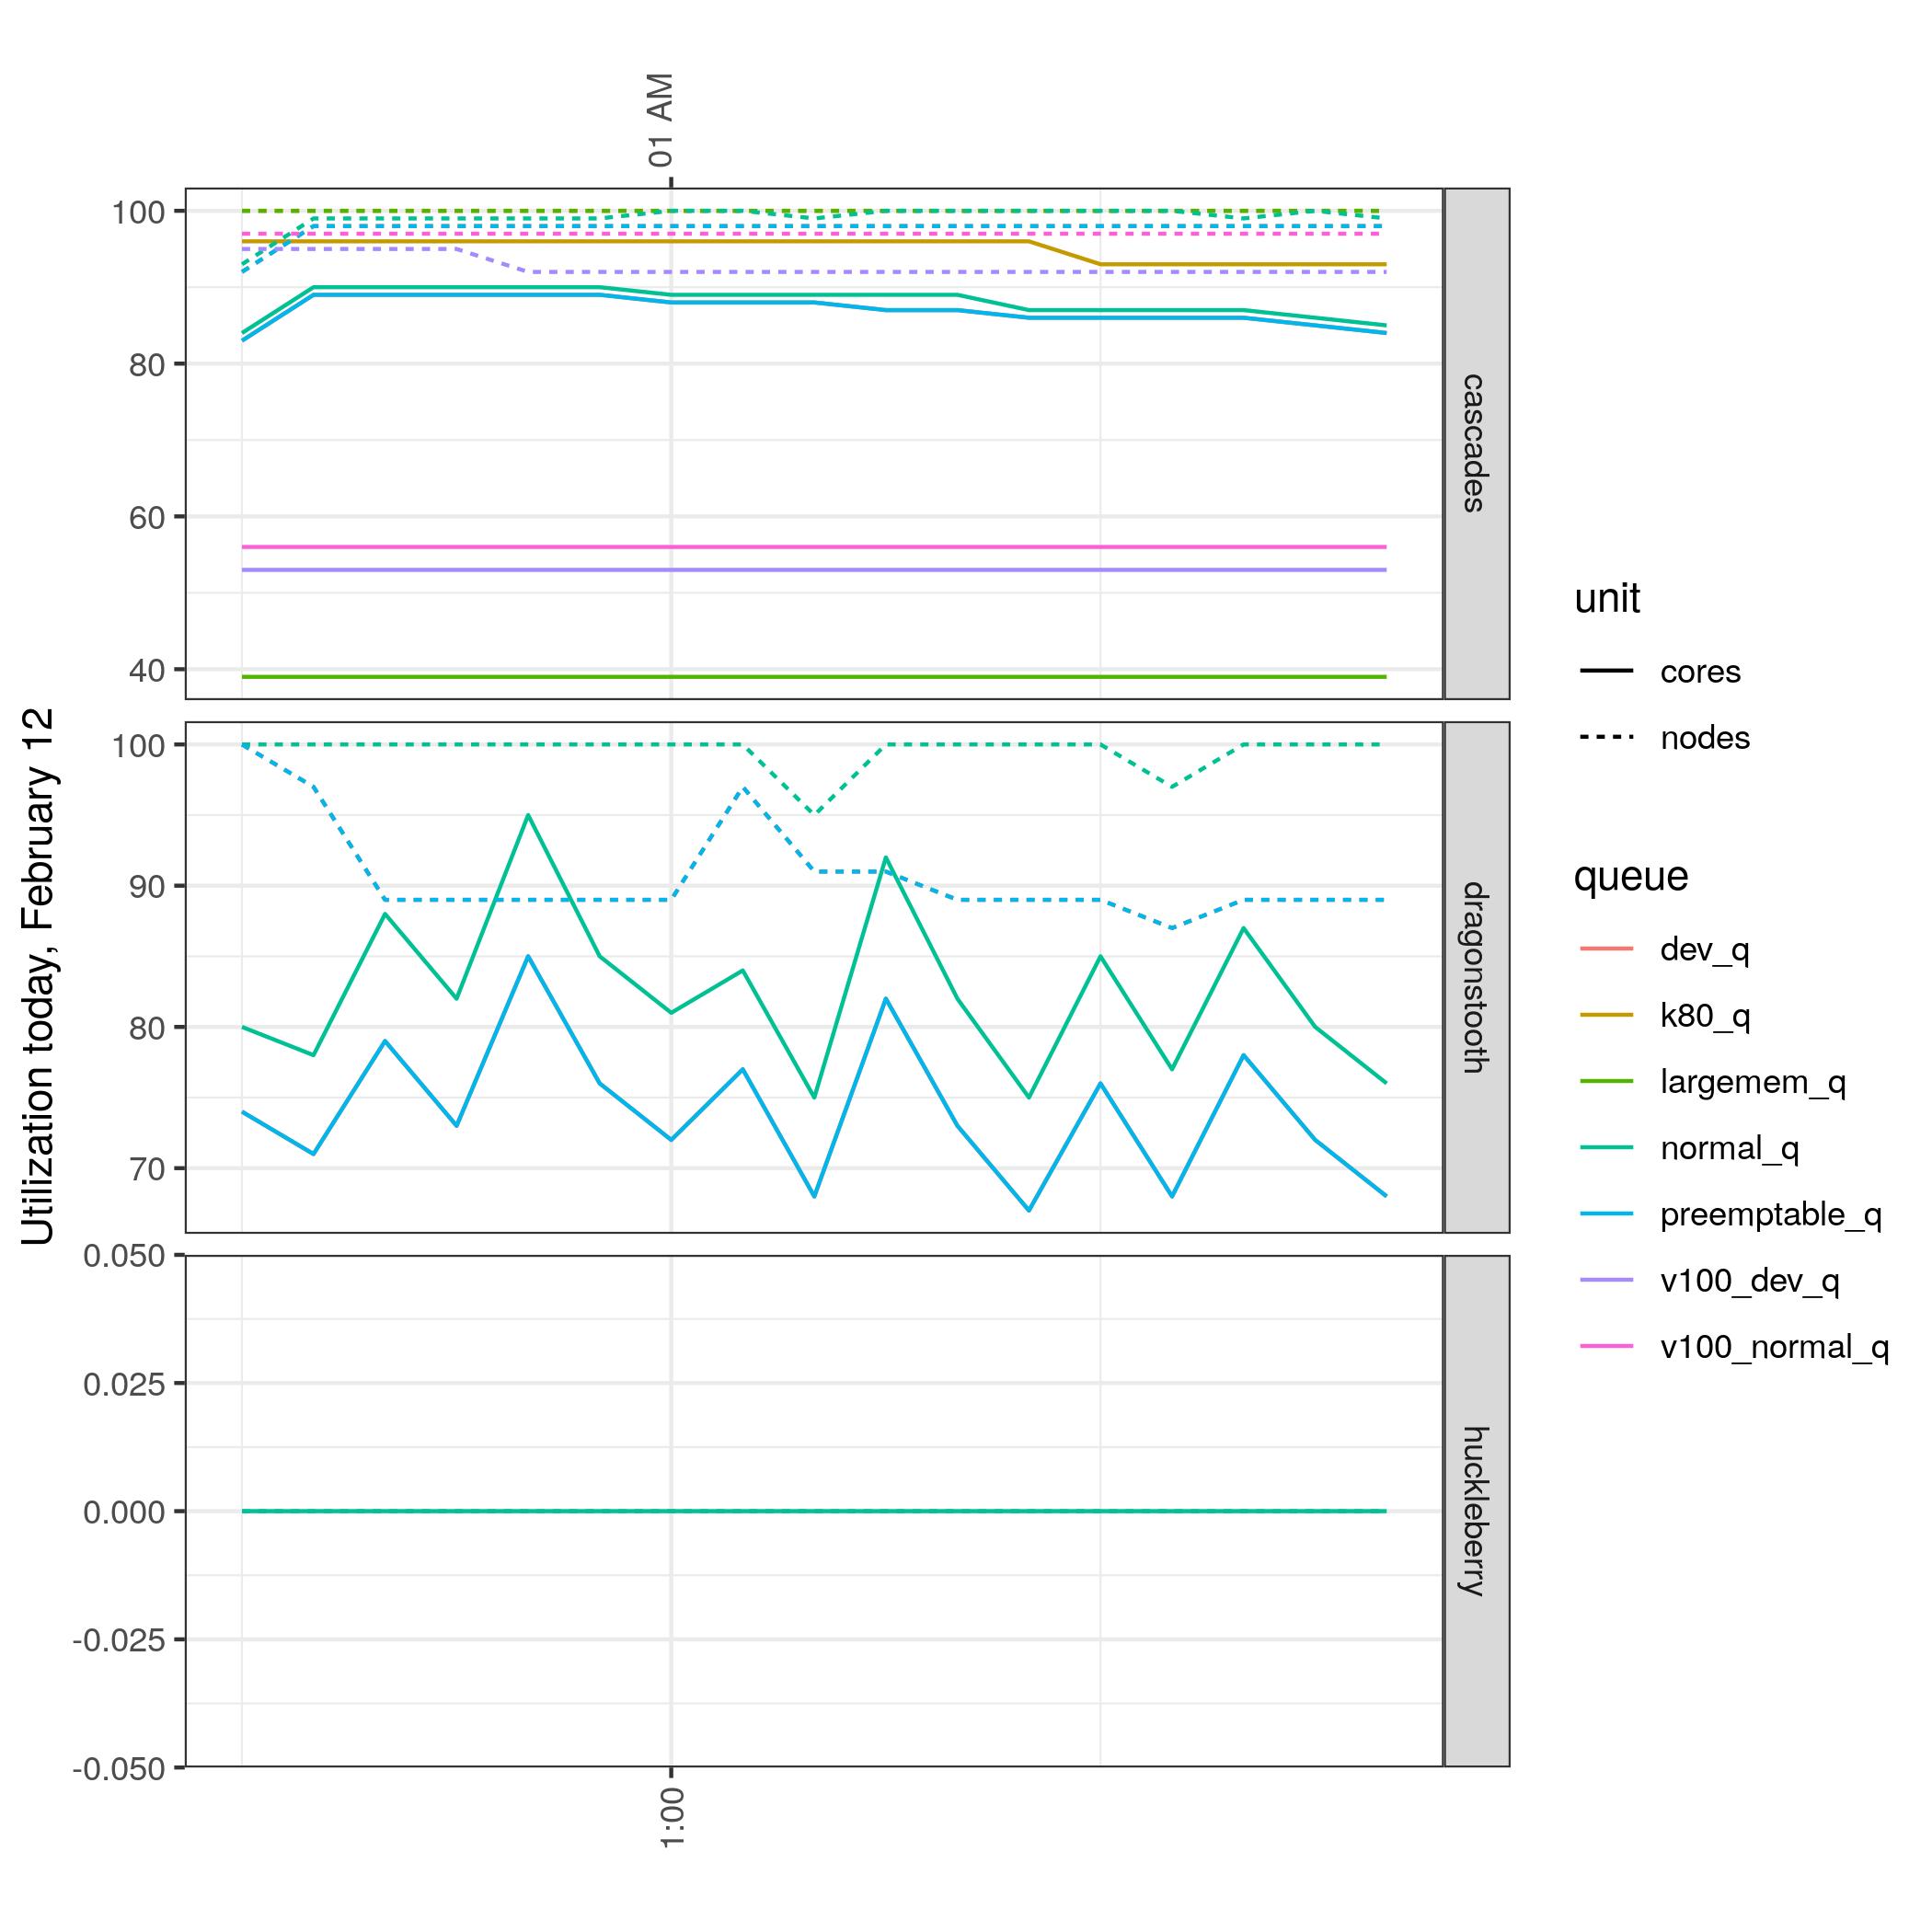 01 AM
100
80
60
40
cascades
100
90
80
70
dragonstooth
0.050
0.025
0.000
-0.025
-0.050
huckleberry
1:00
Utilization today, February 12
unit
cores
nodes
queue
dev_q
k80_q
largemem_q
normal_q
preemptable_q
v100_dev_q
v100_normal_q